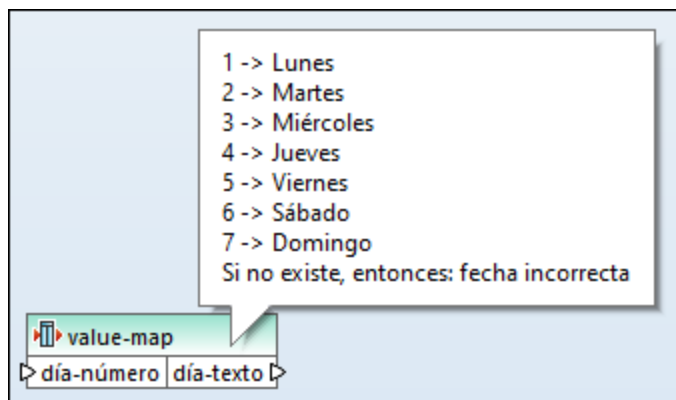 1 -> Lunes
2 -> Martes
3 -> Miércoles
4 -> Jueves
5 -> Viernes
6 -> Sábado
7 -> Domingo
Si no existe, entonces: fecha incorrecta
value-map
día-número día-texto